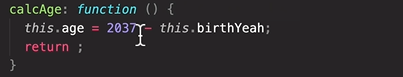 calcAge: function () {
this.age = 2037 - this.birthYeah;
return ;
}